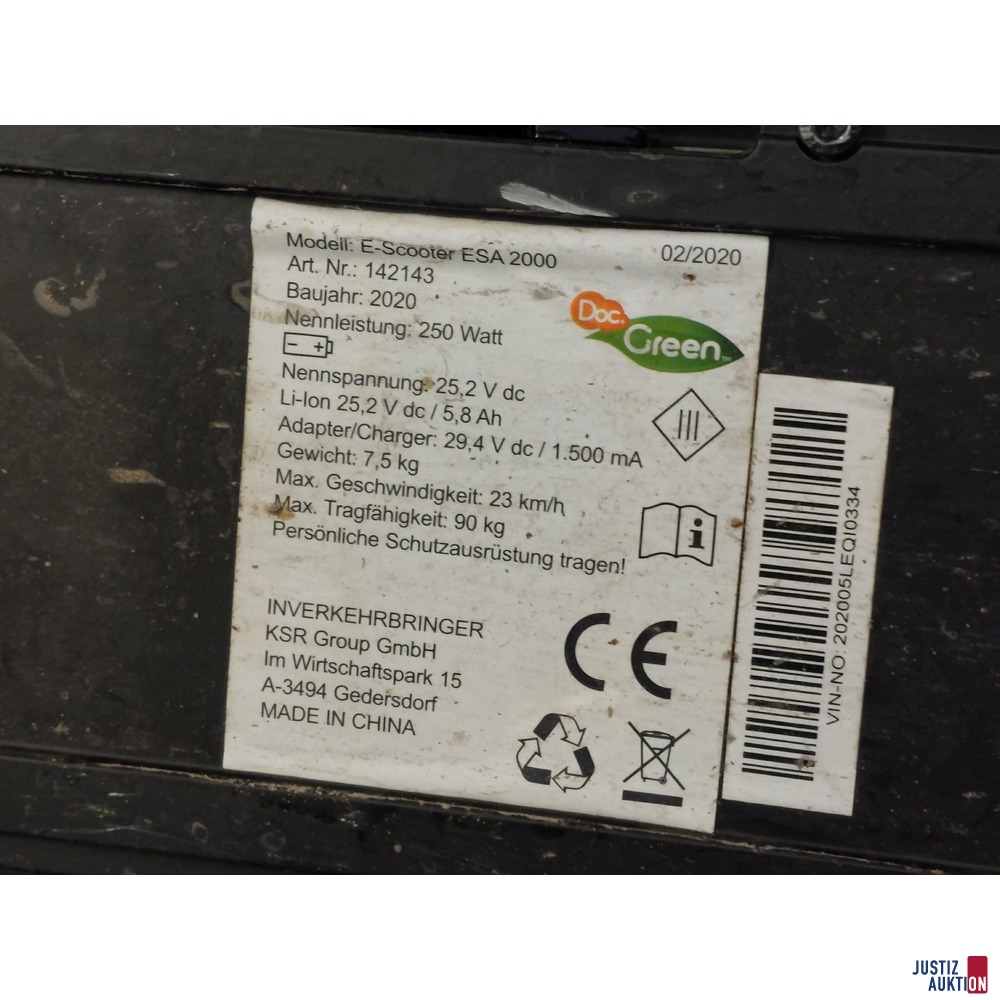 Modell: E-Scooter ESA 2000
02/2020
Art. Nr.: 142143
Baujahr: 2020
Nennleistung: 250 Watt
Doc.
Green
Nennspannung: 25,2 V dc
Li-Ion 25,2 V dc / 5,8 Ah
Adapter/Charger: 29,4 V dc / 1.500 mA
Gewicht: 7,5 kg
Max. Geschwindigkeit: 23 km/h
Max. Tragfähigkeit: 90 kg
Persönliche Schutzausrüstung tragen!
INVERKEHRBRINGER
KSR Group GmbH
Im Wirtschaftspark 15
A-3494 Gedersdorf
MADE IN CHINA
CE
VIN-NO: 202005LEQI0334
JUSTIZ
AUKTION